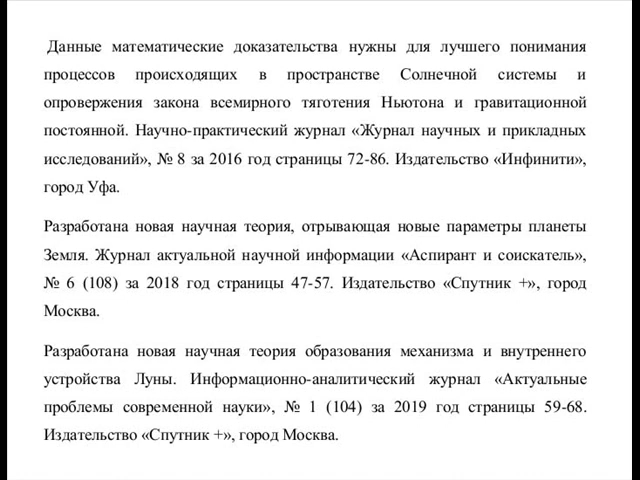 Данные математические доказательства нужны для лучшего понимания
процессов происходящих в пространстве Солнечной системы и
опровержения закона всемирного тяготения Ньютона и гравитационной
постоянной. Научно-практический журнал «Журнал научных и прикладных
исследований», № 8 за 2016 год страницы 72-86. Издательство «Инфинити»,
город Уфа.
Разработана новая научная теория, отрывающая новые параметры планеты
Земля. Журнал актуальной научной информации «Аспирант и соискатель»,
№ 6 (108) за 2018 год страницы 47-57. Издательство «Спутник +», город
Москва.
Разработана новая научная теория образования механизма и внутреннего
устройства Луны. Информационно-аналитический журнал «Актуальные
проблемы современной науки», № 1 (104) за 2019 год страницы 59-68.
Издательство «Спутник +», город Москва.